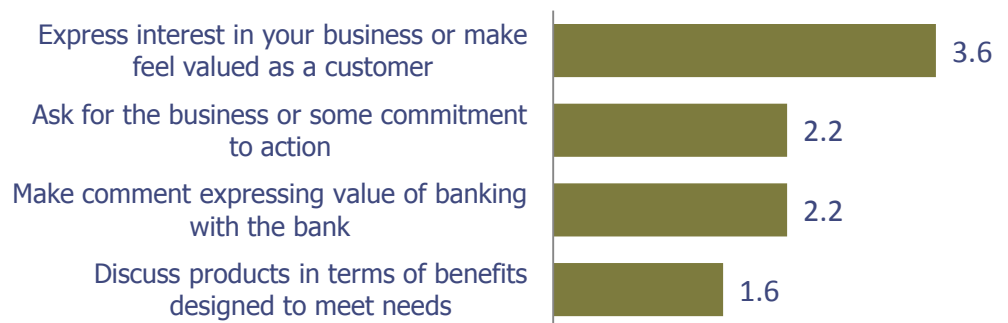 Express interest in your business or make
feel valued as a customer
3.6
Ask for the business or some commitment
to action
2.2
Make comment expressing value of banking
with the bank
2.2
Discuss products in terms of benefits
designed to meet needs
1.6